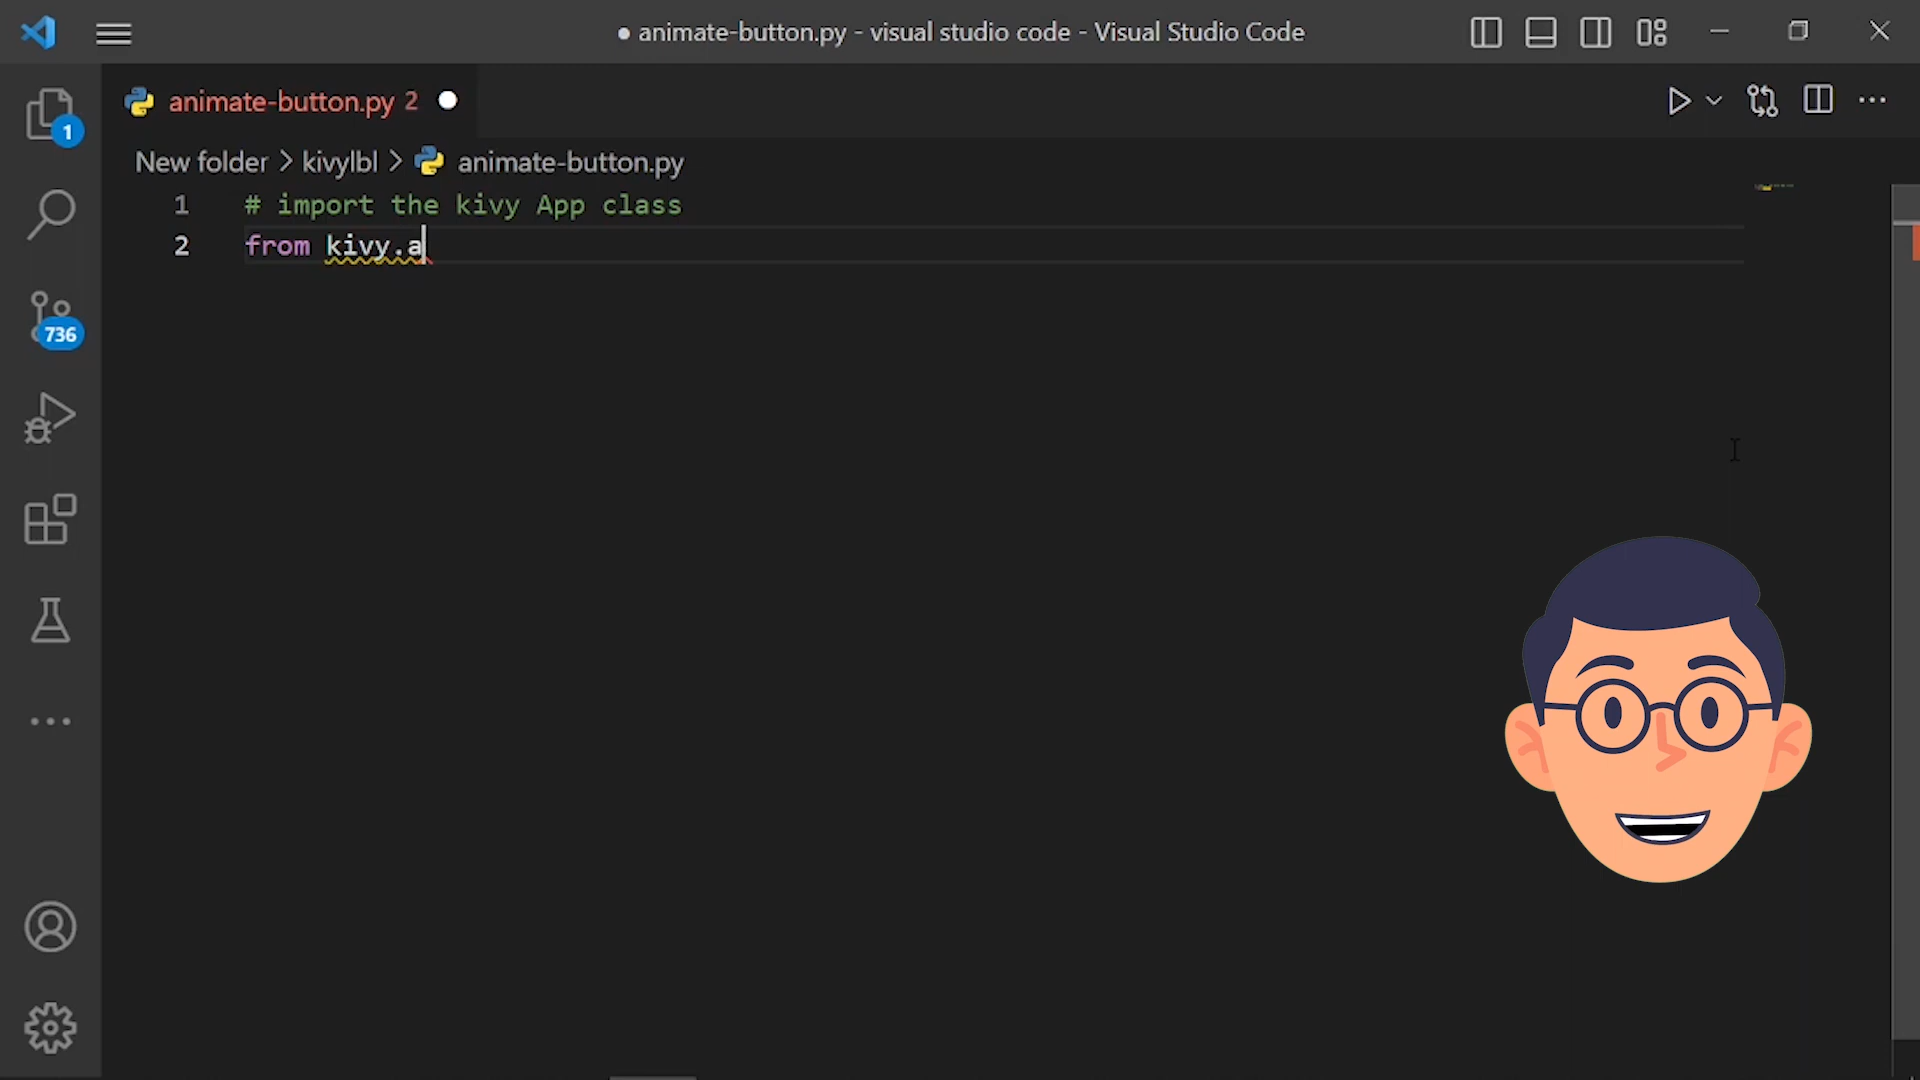 ● animate-button.py - visual studio code - Visual Studio Code
animate-button.py 2
1
New folder > kivylbl > animate-button.py
1 # import the kivy App class
2 from kivy.a
736